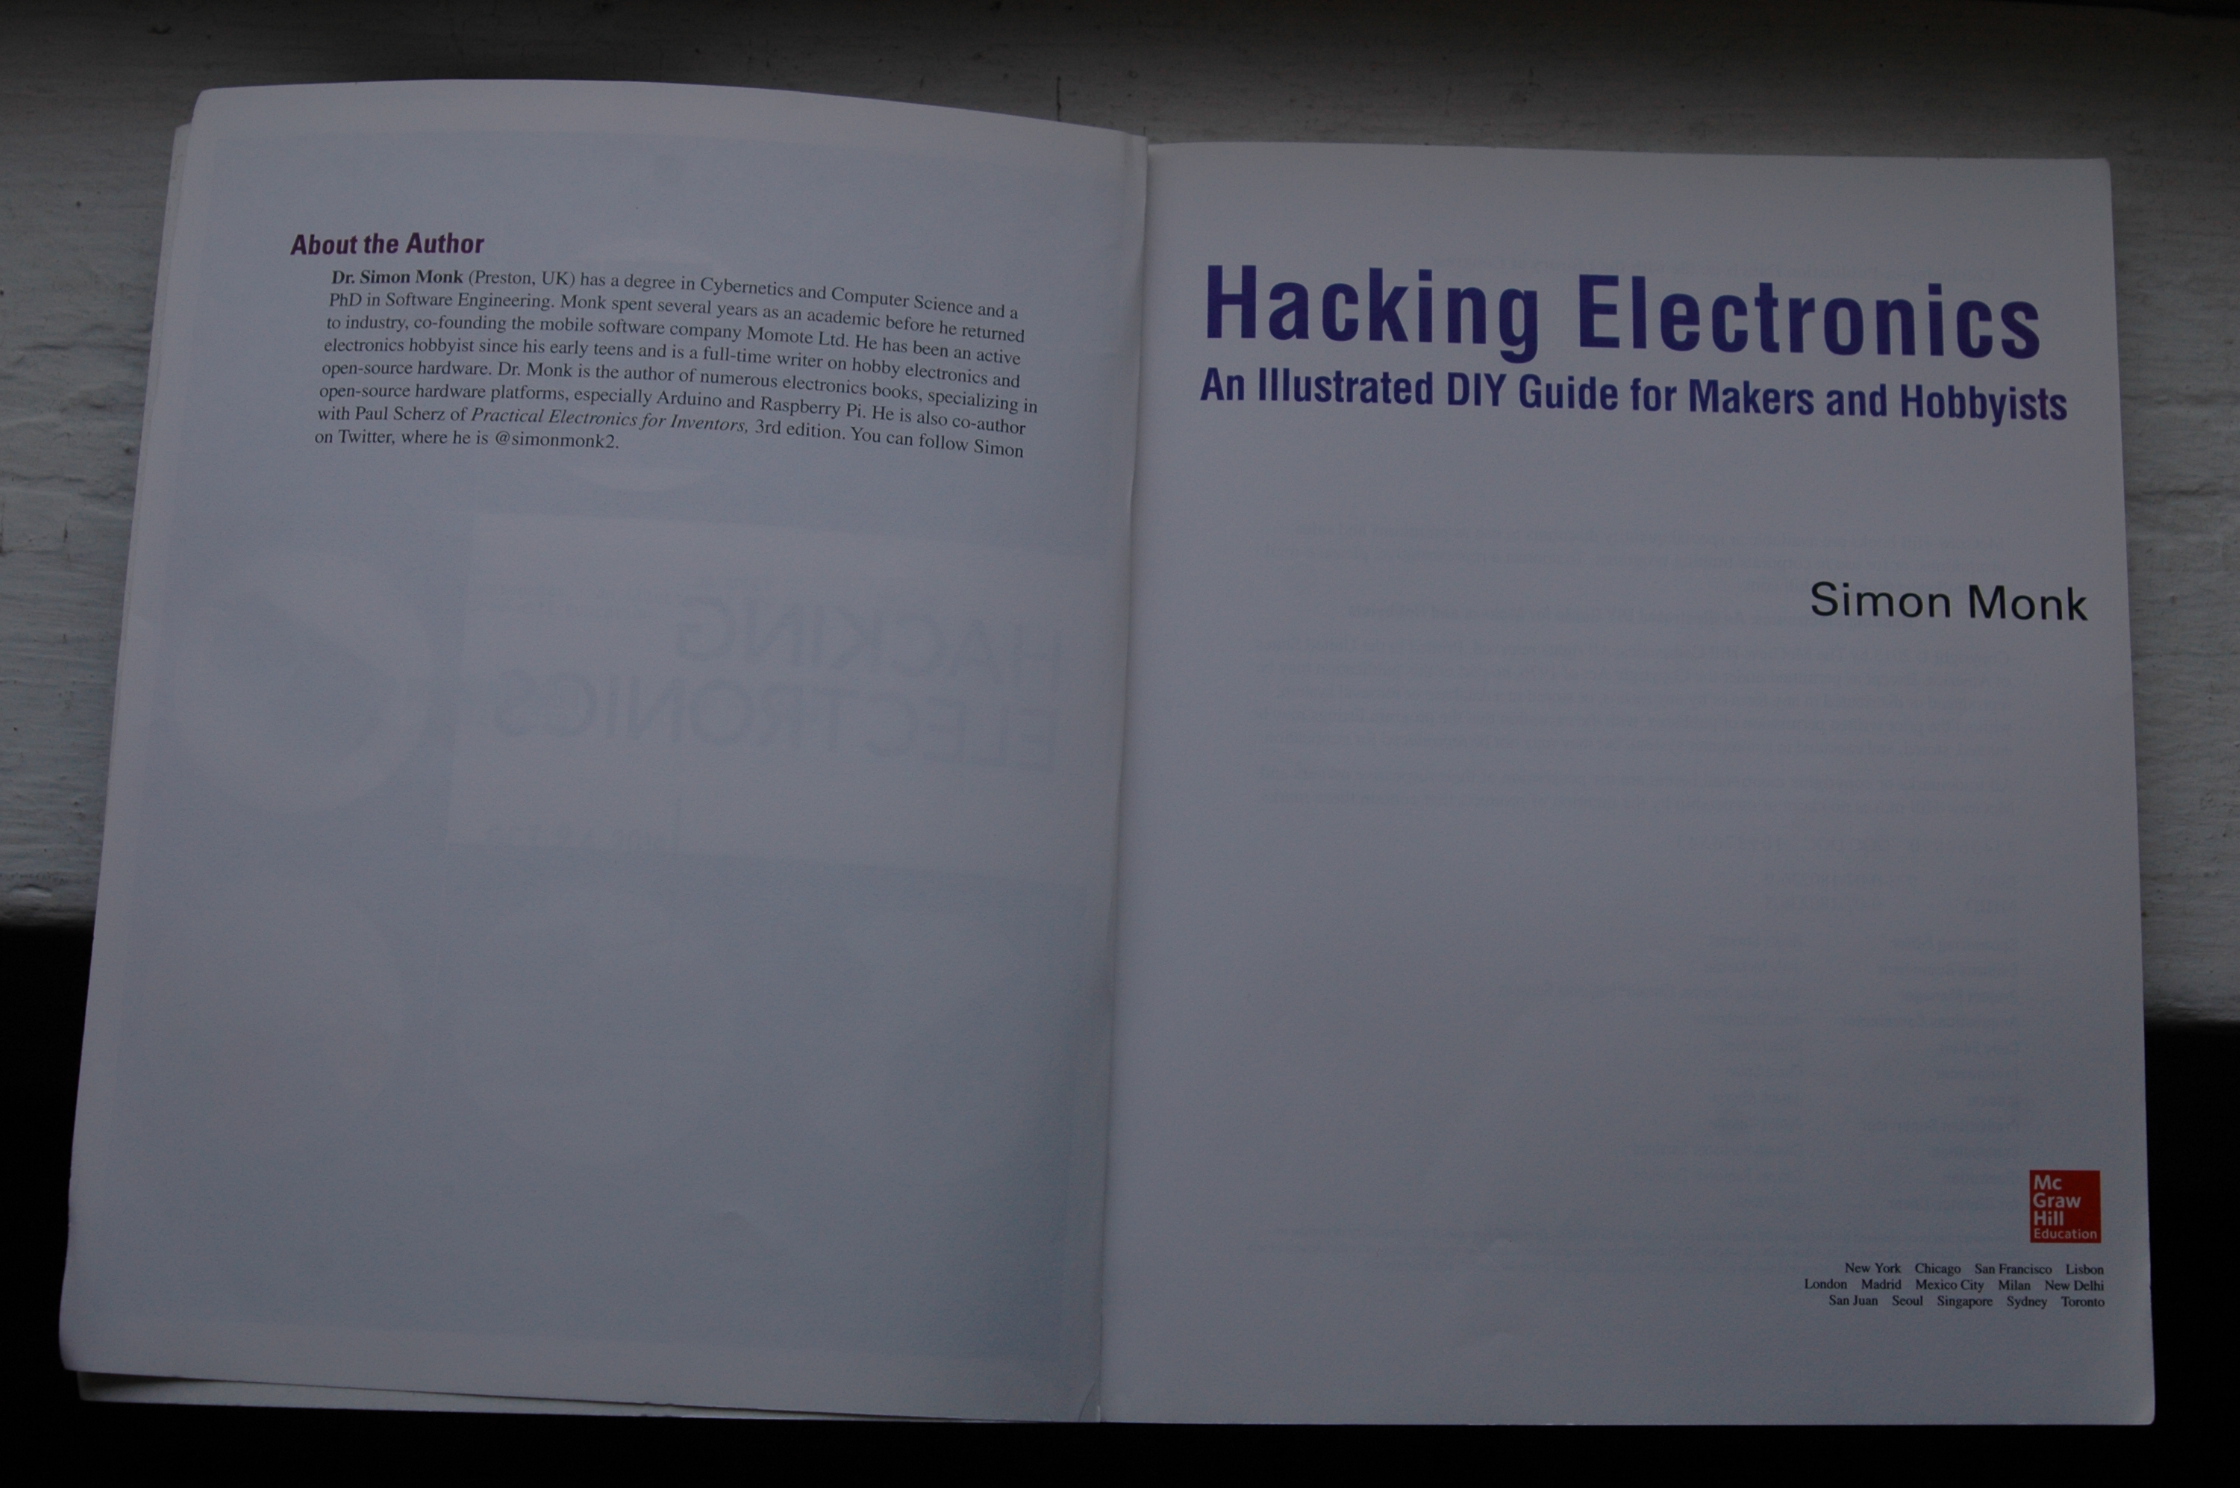 About the Author
Dr. Simon Monk (Preston, UK) has a degree in Cybernetics and Computer Science and a
PhD in Software Engineering. Monk spent several years as an academic before he returned
to industry, co-founding the mobile software company Momote Ltd. He has been an active
electronics hobbyist since his early teens and is a full-time writer on hobby electronics and
open-source hardware. Dr. Monk is the author of numerous electronics books, specializing in
open-source hardware platforms, especially Arduino and Raspberry Pi. He is also co-author
with Paul Scherz of Practical Electronics for Inventors, 3rd edition. You can follow Simon
on Twitter, where he is @simonmonk2.
HACKING
ELECTRONICS
Hacking Electronics
An Illustrated DIY Guide for Makers and Hobbyists
Simon Monk
Mc
Graw
Hill
Education
New York Chicago San Francisco Lisbon
London Madrid Mexico City Milan New Delhi
San Juan Seoul Singapore Sydney Toronto